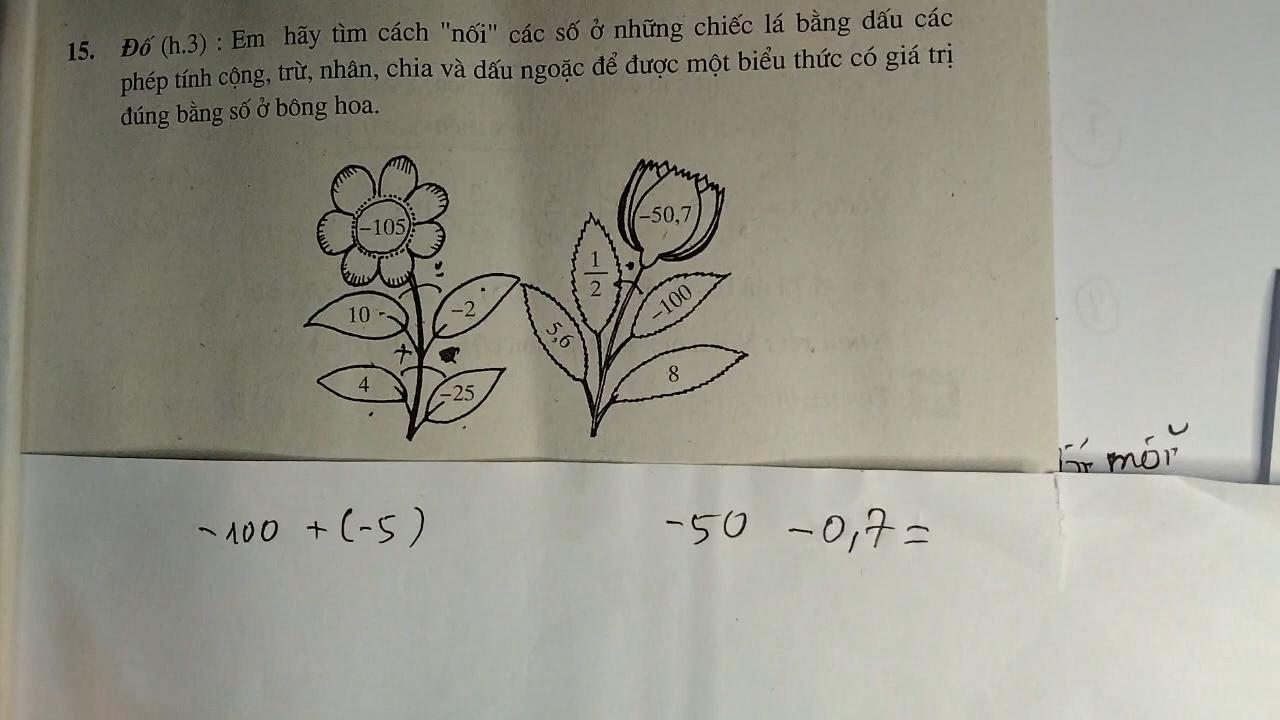 15. Đố (h.3) : Em hãy tìm cách "nối" các số ở những chiếc lá bằng dấu các
phép tính cộng, trừ, nhân, chia và dấu ngoặc để được một biểu thức có giá trị
đúng bằng số ở bông hoa.
-105
10
-2
+
4
-25
-50,7
1/2
-100
5,6
8
mới
-100 + (-5)
-50 -0,7 =